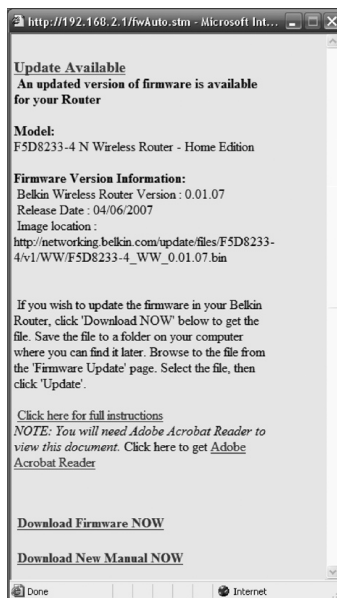 http://192.168.2.1/fwAuto.stm - Microsoft Int...
Update Available
An updated version of firmware is available
for your Router
Model:
F5D8233-4 N Wireless Router - Home Edition
Firmware Version Information:
Belkin Wireless Router Version : 0.01.07
Release Date : 04/06/2007
Image location :
http://networking.belkin.com/update/files/F5D8233-
4/v1/WW/F5D8233-4_WW_0.01.07.bin
If you wish to update the firmware in your Belkin
Router, click 'Download NOW' below to get the
file. Save the file to a folder on your computer
where you can find it later. Browse to the file from
the 'Firmware Update' page. Select the file, then
click 'Update'.
Click here for full instructions
NOTE: You will need Adobe Acrobat Reader to
view this document. Click here to get Adobe
Acrobat Reader
Download Firmware NOW
Download New Manual NOW
Done
Internet